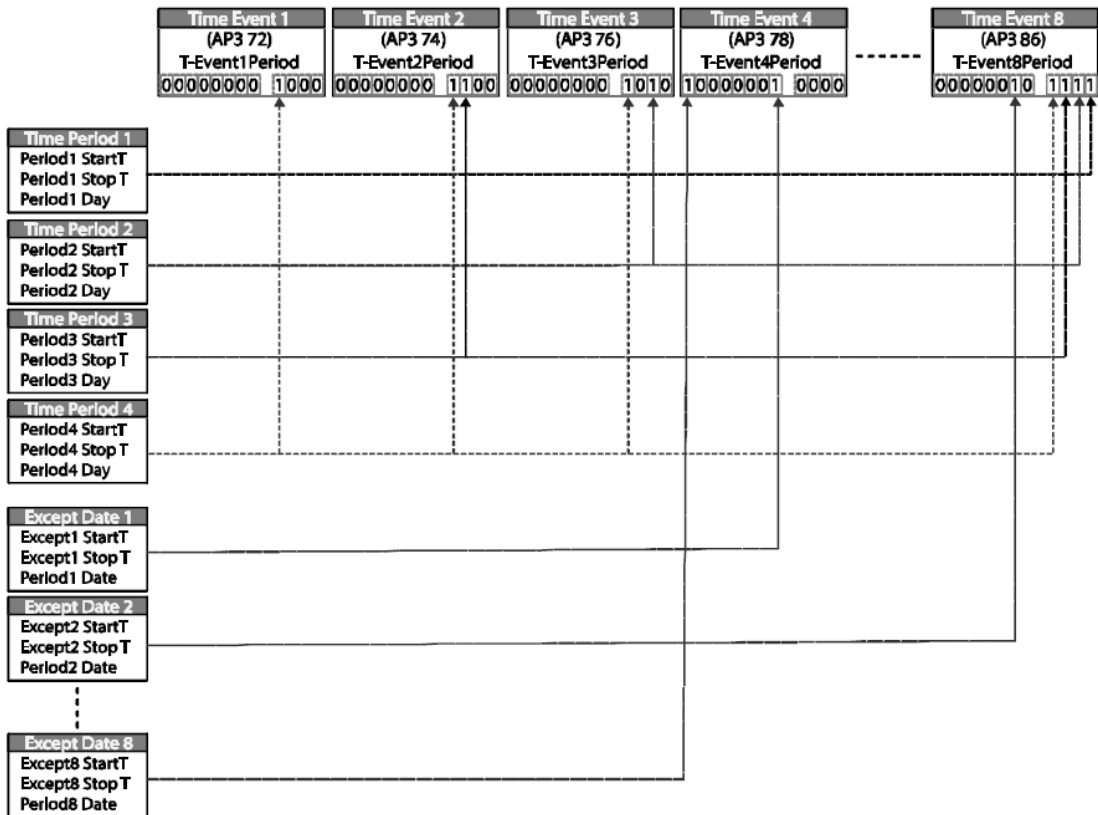 Time Event 1
(AP3 72)
T-Event1Period
00000000 1000
Time Event 2
(AP3 74)
T-Event2Period
00000000 1100
Time Event 3
(AP3 76)
T-Event3Period
00000000 1010
Time Event 4
(AP3 78)
T-Event4Period
10000001 0000
Time Event 8
(AP3 86)
T-Event8Period
00000010 1111
Time Period 1
Period1 StartT
Period1 Stop T
Period1 Day
Time Period 2
Period2 StartT
Period2 Stop T
Period2 Day
Time Period 3
Period3 StartT
Period3 Stop T
Period3 Day
Time Period 4
Period4 StartT
Period4 Stop T
Period4 Day
Except Date 1
Except1 StartT
Except1 Stop T
Period1 Date
Except Date 2
Except2 StartT
Except2 Stop T
Period2 Date
Except Date 8
Except8 StartT
Except8 Stop T
Period8 Date